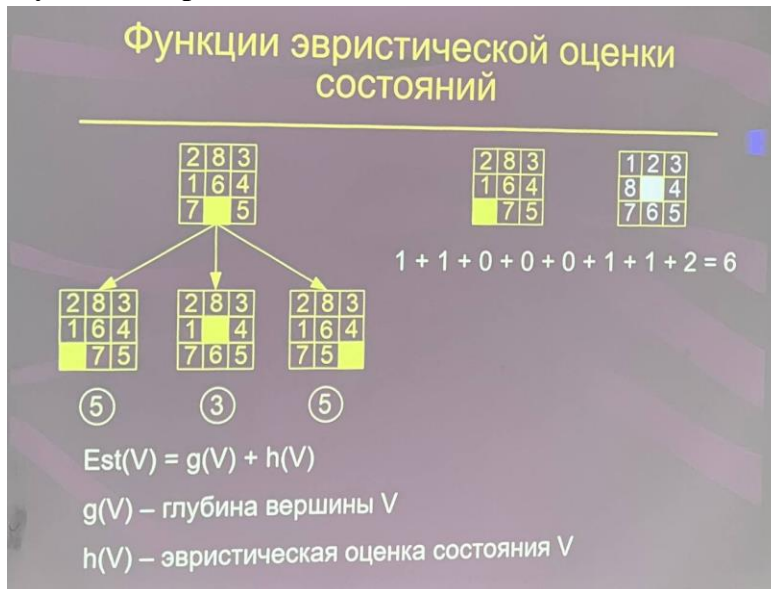 Функции эвристической оценки
состояний
2 8 3
1 6 4
7 5
2 8 3
1 6 4
7 5
1 2 3
8 4
7 6 5
1 + 1 + 0 + 0 + 0 + 1 + 1 + 2 = 6
2 8 3
1 6 4
7 5
2 8 3
1 4
7 6 5
2 8 3
1 6 4
7 5
5
3
5
Est(V) = g(V) + h(V)
g(V) – глубина вершины V
h(V) – эвристическая оценка состояния V